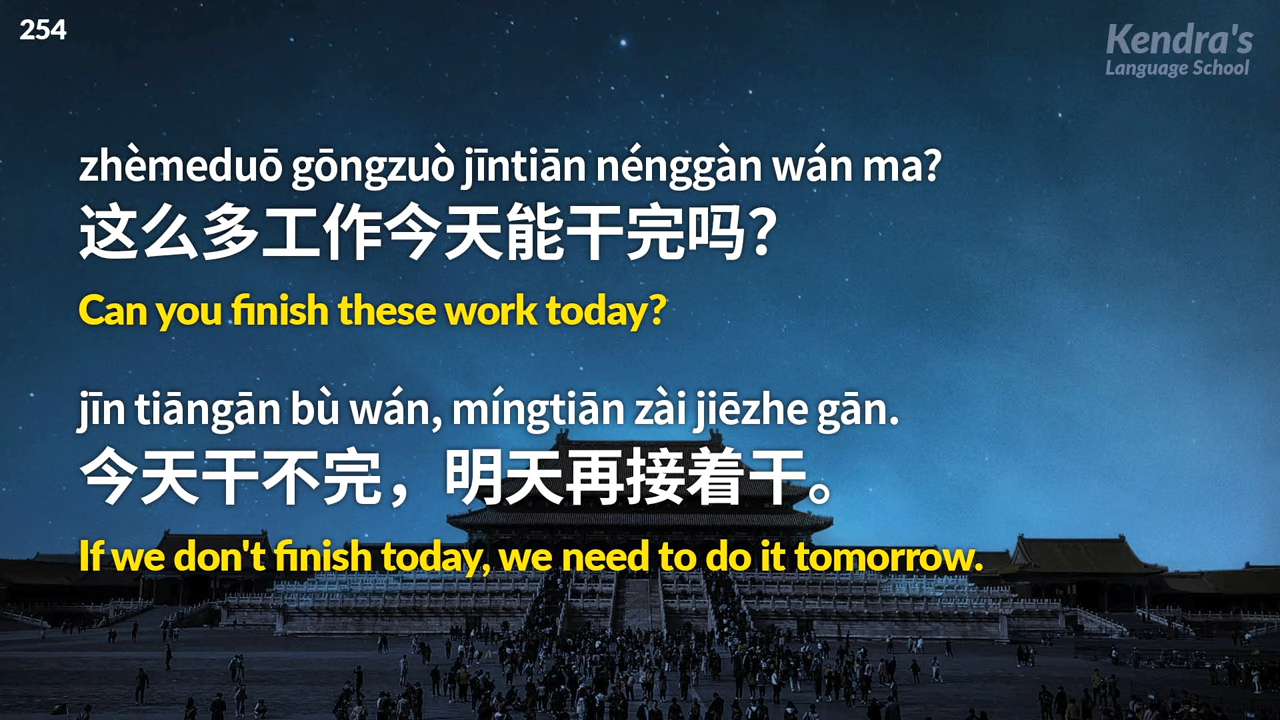 254
Kendra's
Language School
zhèmeduō gōngzuò jīntiān nénggàn wán ma?
这么多工作今天能干完吗？
Can you finish these work today?
jīn tiāngān bù wán, míngtiān zài jiēzhe gān.
今天干不完，明天再接着干。
If we don't finish today, we need to do it tomorrow.